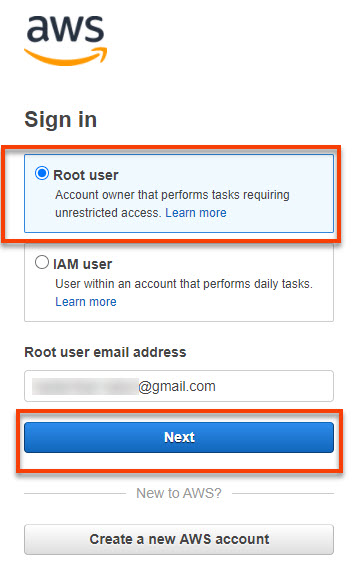 aws
Sign in
Root user
Account owner that performs tasks requiring
unrestricted access. Learn more
IAM user
User within an account that performs daily tasks.
Learn more
Root user email address
@gmail.com
Next
New to AWS?
Create a new AWS account